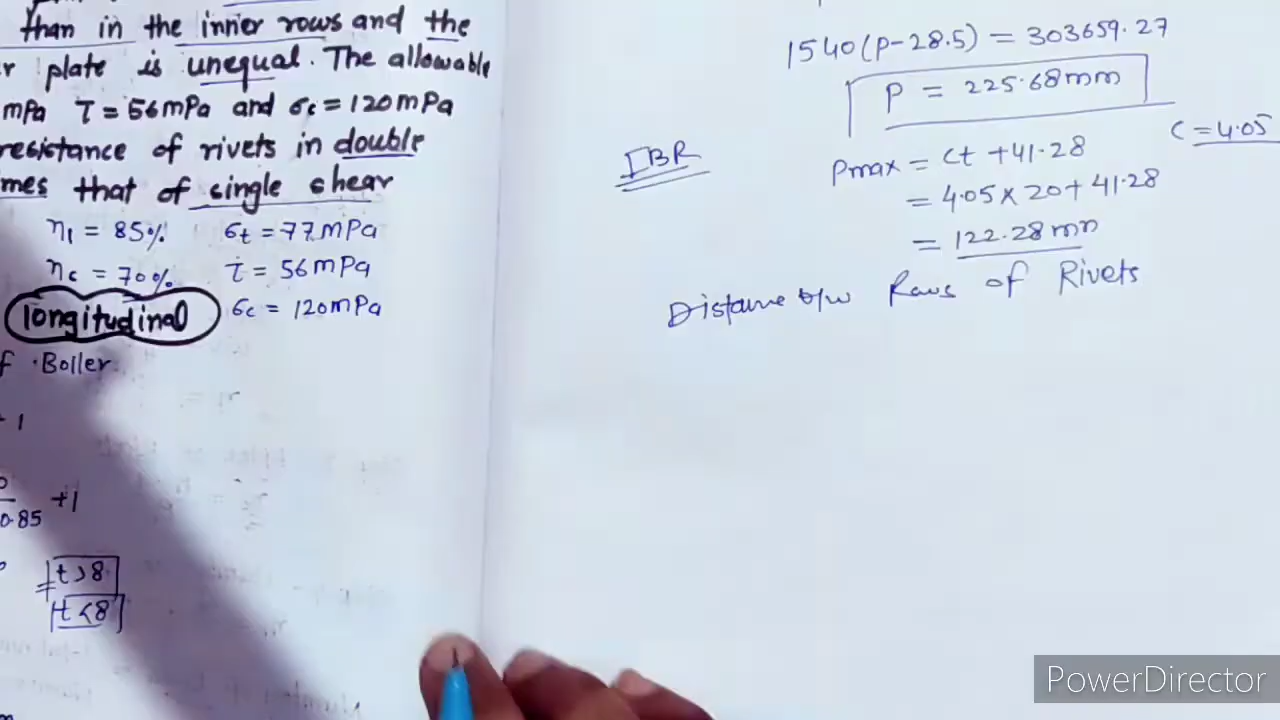 than in the inner rows and the
r plate is unequal. The allowable
mpa τ = 56mPa and σc = 120mPa
resistance of rivets in double
mes that of single shear
η1 = 85% σt = 77mPa
ηc = 70% τ = 56mPa
longitudinal σc = 120mPa
f Boiler
+ 1
0.85 +1
t>8
t<8
1540(P-28.5) = 303659.27
P = 225.68mm
IBR
C = 4.05
Pmax = Ct + 41.28
= 4.05 x 20 + 41.28
= 122.28mm
Distance b/w Rows of Rivets
PowerDirector